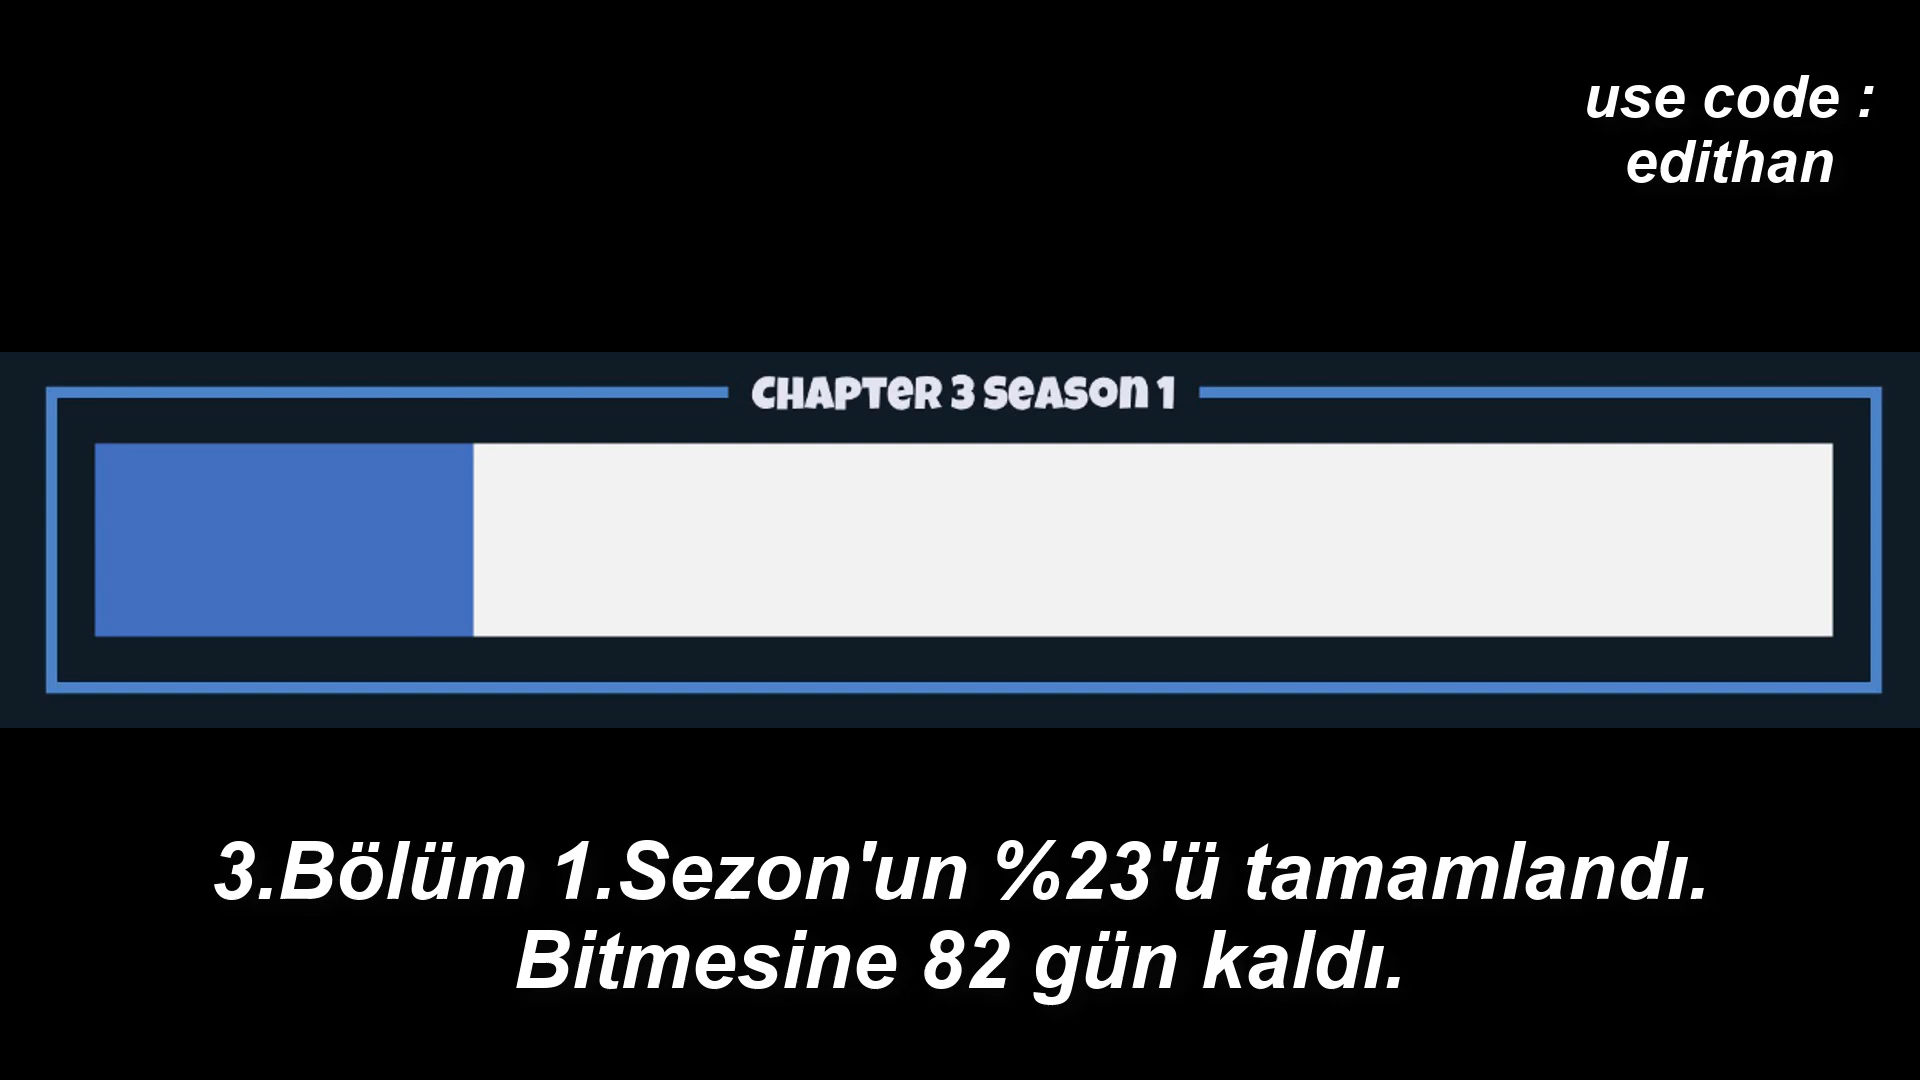 use code :
edithan
CHAPTER 3 SEASON 1
3.Bölüm 1.Sezon'un %23'ü tamamlandı.
Bitmesine 82 gün kaldı.